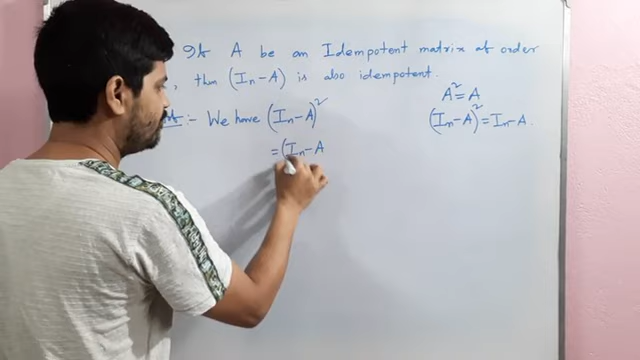 If A be an Idempotent matrix of order
, then (Iₙ-A) is also idempotent.
A²=A
(Iₙ-A)²=Iₙ-A.
:- We have (Iₙ-A)²
=(Iₙ-A